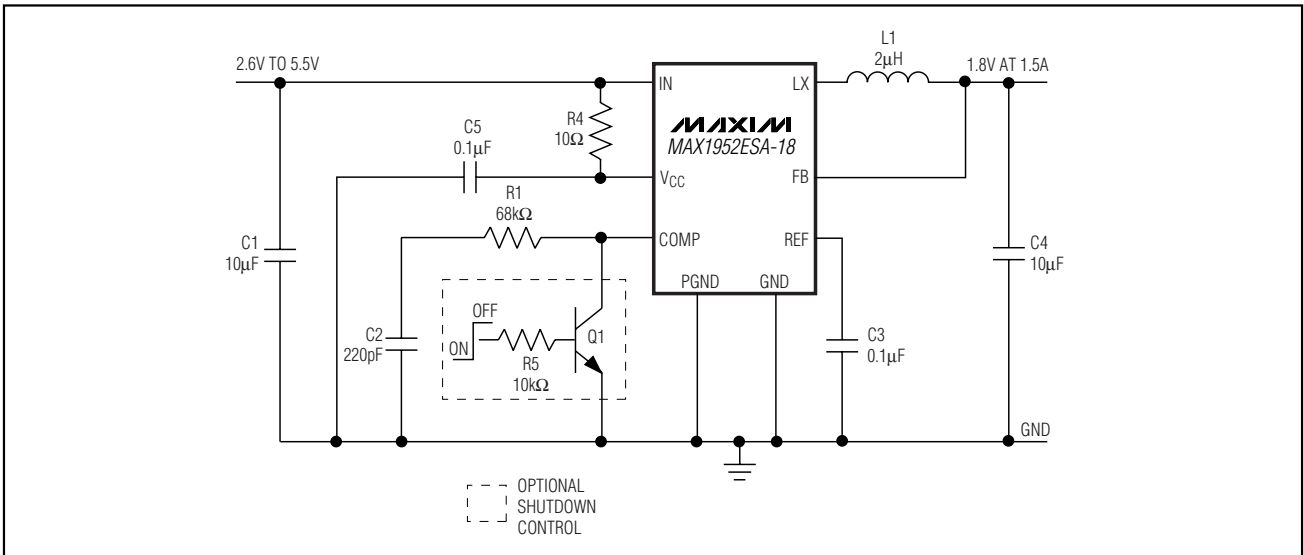 2.6V TO 5.5V
L1
2µH
1.8V AT 1.5A
IN
LX
R4
10Ω
MAXIM
MAX1952ESA-18
C5
0.1µF
VCC
FB
R1
68kΩ
COMP
REF
C1
10µF
C4
10µF
PGND
GND
OFF
ON
Q1
C2
220pF
R5
10kΩ
C3
0.1µF
GND
OPTIONAL
SHUTDOWN
CONTROL